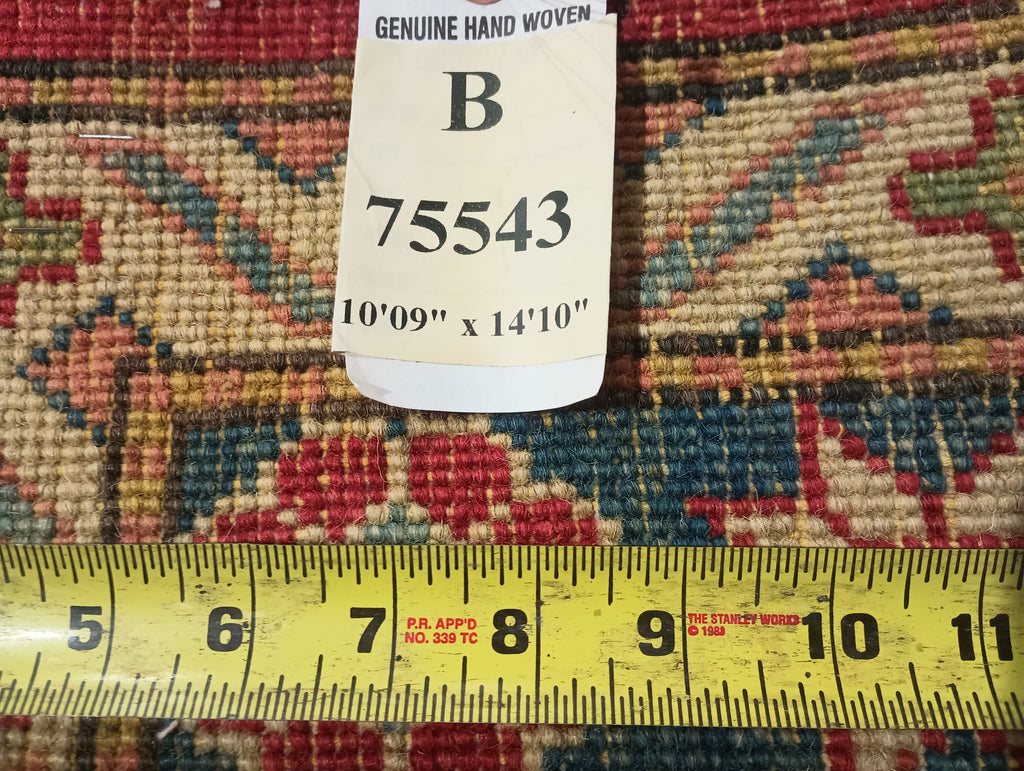 GENUINE HAND WOVEN
B
75543
10'09" x 14'10"
5 6 7 8 9 10 11
P.R. APP'D
NO. 339 TC
THE STANLEY WORKS